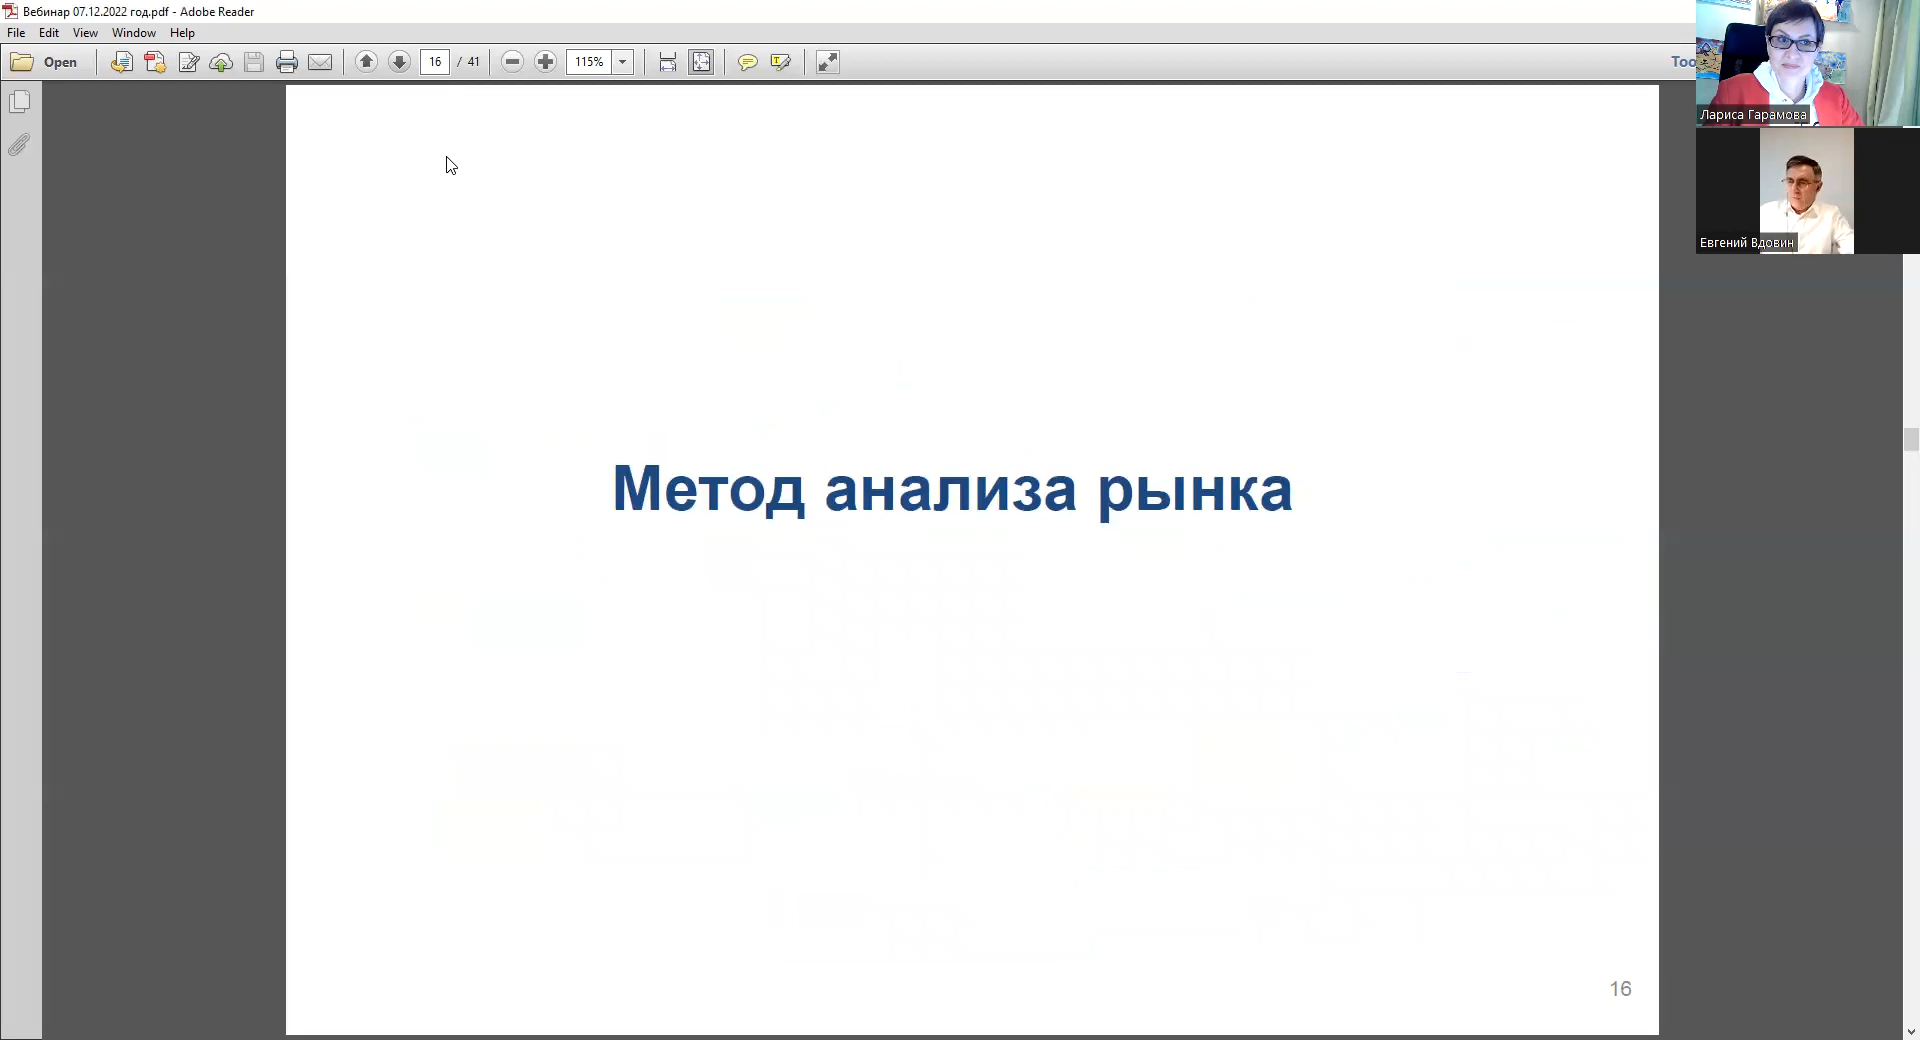 Вебинар 07.12.2022 год.pdf - Adobe Reader
File Edit View Window Help
Open 16 / 41 115%
Лариса Гарамова
Евгений Вдовин
Метод анализа рынка
16